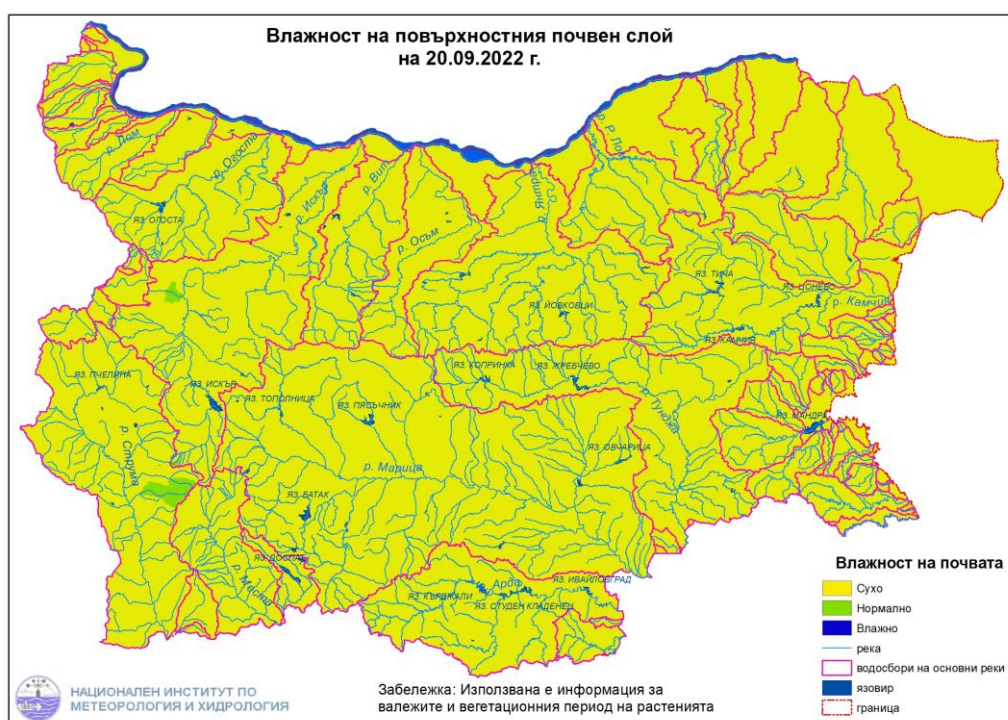 Влажност на повърхностния почвен слой
на 20.09.2022 г.
р. Лом
р. Огоста
р. Искър
р. Вит
р. Осъм
р. Янтра
р. Р. Лом
ЯЗ. ОГОСТА
ЯЗ. ТИЧА
ЯЗ. ЦОНЕВО
р. Камчия
ЯЗ. ЙОВКОВЦИ
ЯЗ. КАМЧИЯ
ЯЗ. ПЧЕЛИНА
ЯЗ. ИСКЪР
ЯЗ. ТОПОЛНИЦА
ЯЗ. ПЯСЪЧНИК
ЯЗ. КОПРИНКА
ЯЗ. ЖРЕБЧЕВО
р. Тунджа
ЯЗ. МАНДРА
р. Струма
р. Марица
ЯЗ. ОВЧАРИЦА
ЯЗ. БАТАК
ЯЗ. ДОСПАТ
р. Места
Арда
ЯЗ. ИВАЙЛОВГРАД
ЯЗ. КЪРДЖАЛИ
ЯЗ. СТУДЕН КЛАДЕНЕЦ
Влажност на почвата
Сухо
Нормално
Влажно
река
водосбори на основни реки
язовир
граница
НАЦИОНАЛЕН ИНСТИТУТ ПО
МЕТЕОРОЛОГИЯ И ХИДРОЛОГИЯ
Забележка: Използвана е информация за
валежите и вегетационния период на растенията